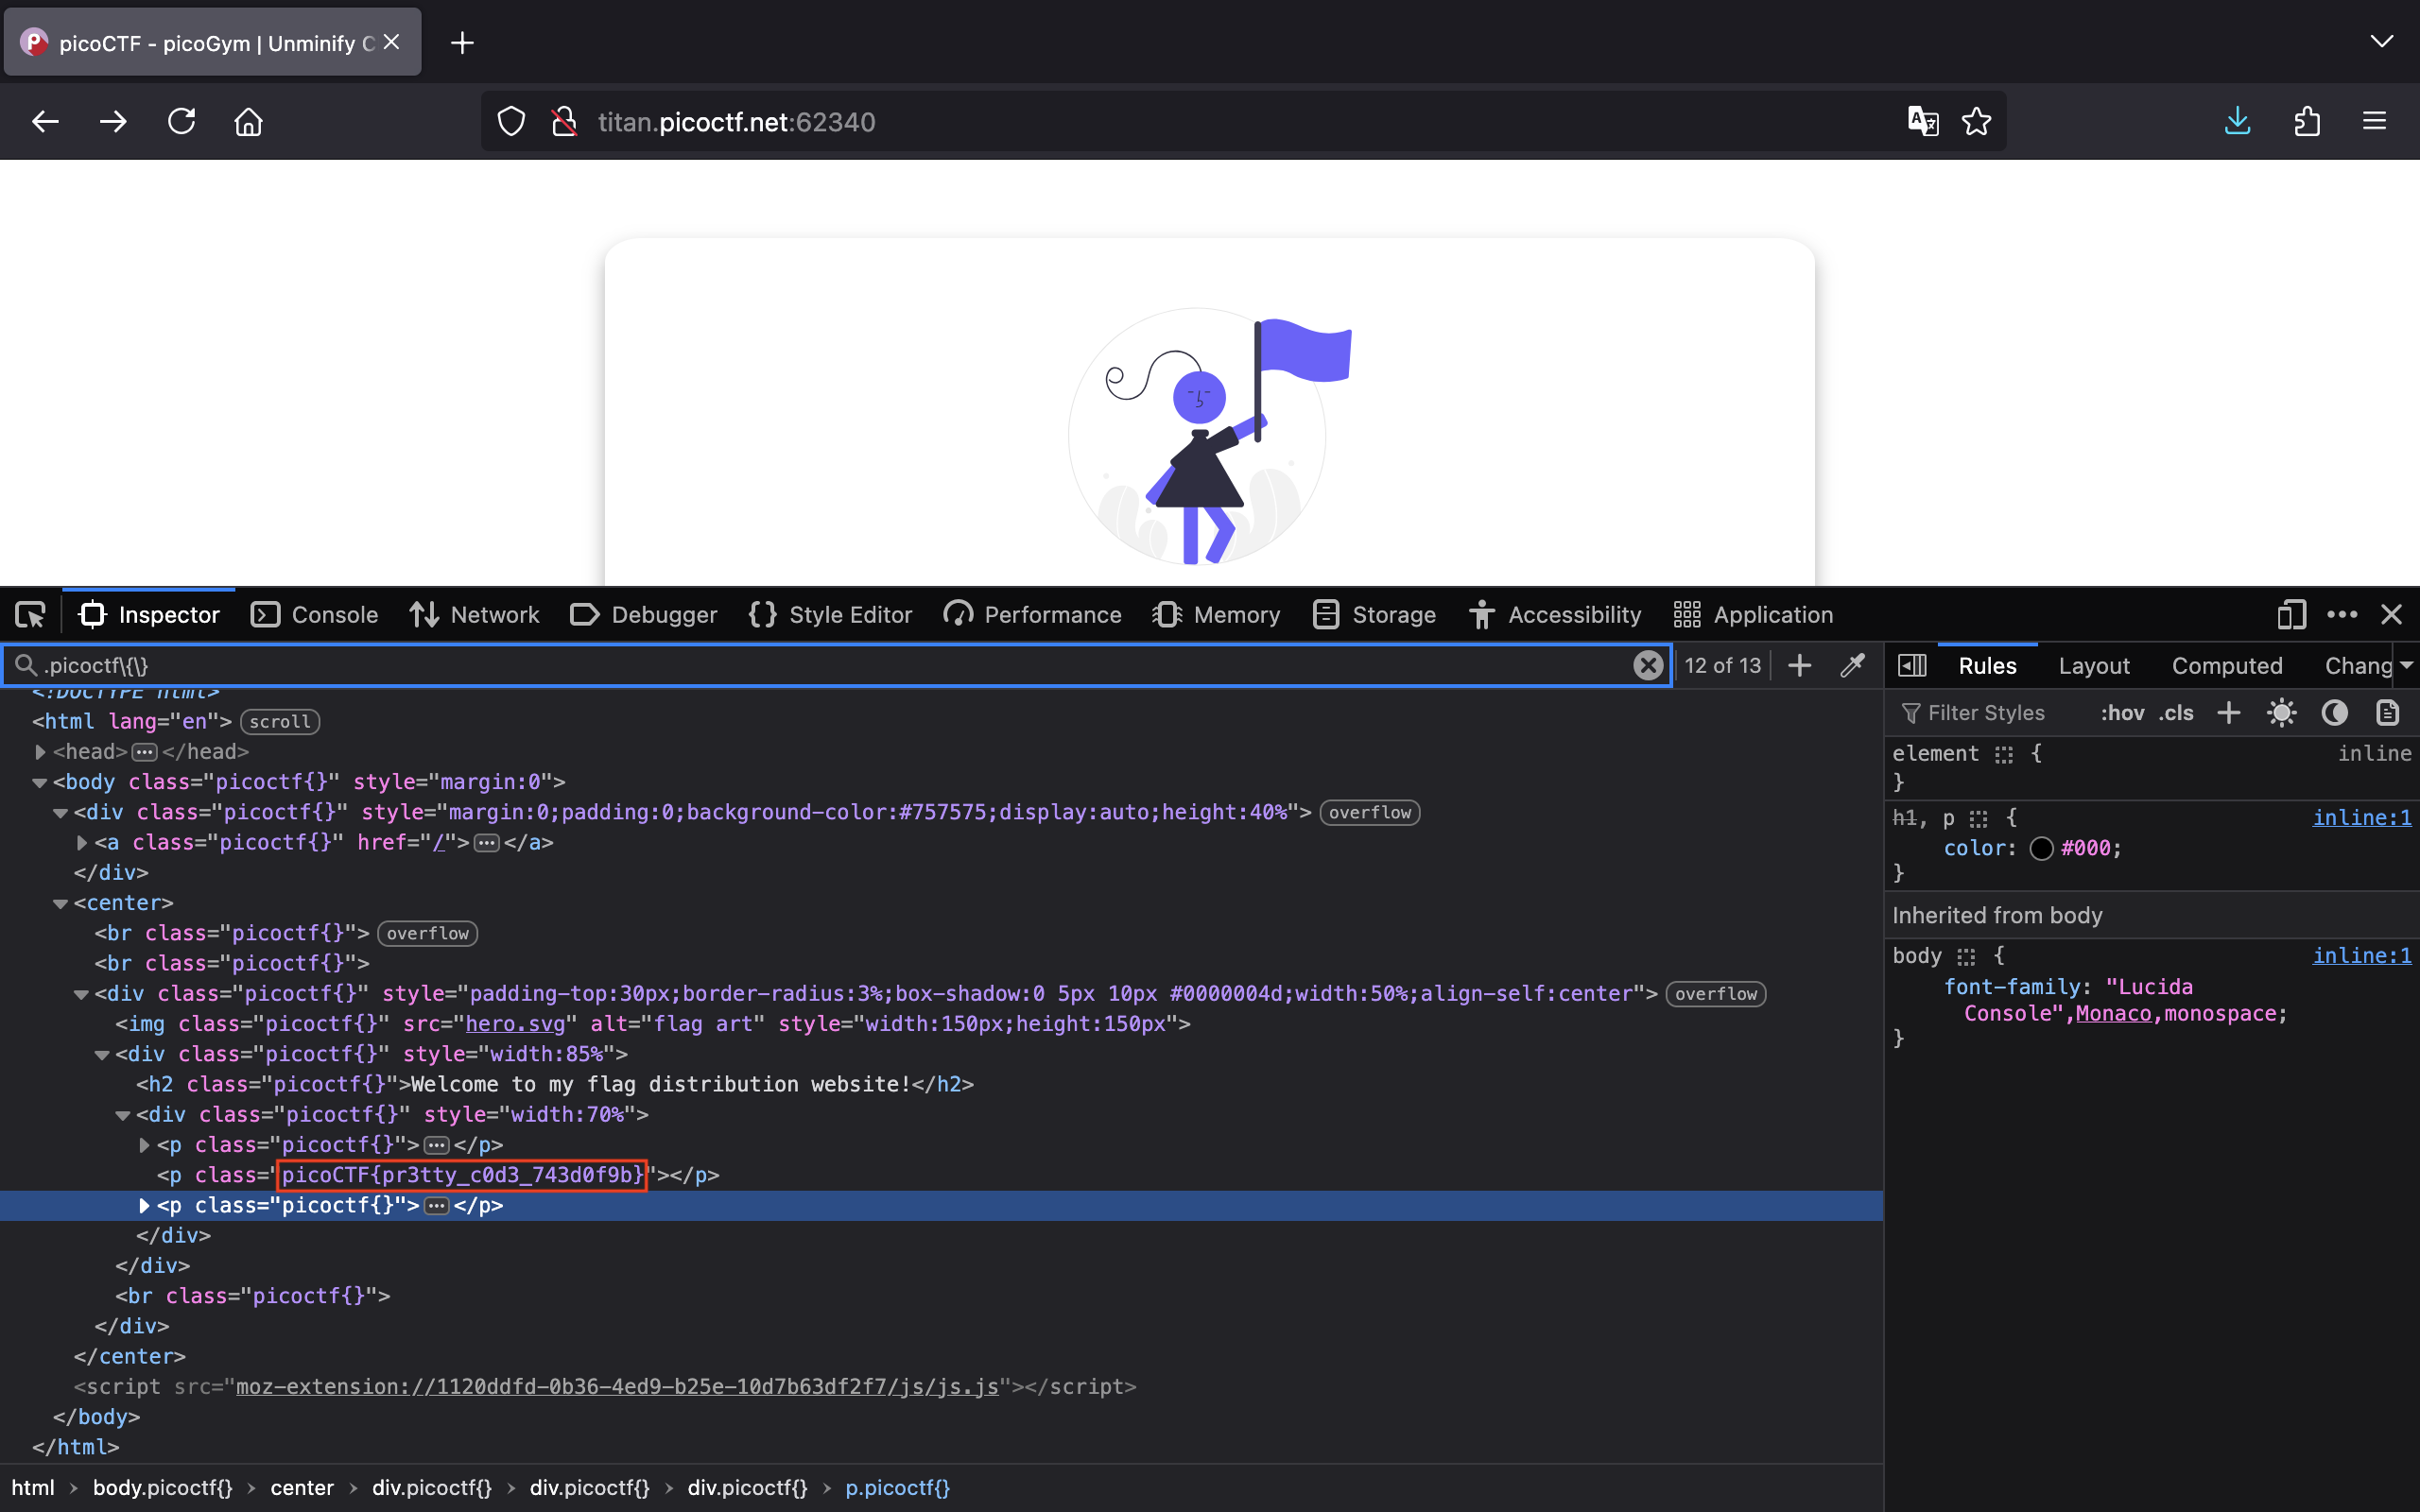 picoCTF - picoGym | Unminify C
titan.picoctf.net:62340
Inspector Console Network Debugger Style Editor Performance Memory Storage Accessibility Application
.picoctf\{\}
12 of 13
<!DOCTYPE html>
<html lang="en"> scroll
<head>…</head>
<body class="picoctf{}" style="margin:0">
<div class="picoctf{}" style="margin:0;padding:0;background-color:#757575;display:auto;height:40%"> overflow
<a class="picoctf{}" href="/">…</a>
</div>
<center>
<br class="picoctf{}"> overflow
<br class="picoctf{}">
<div class="picoctf{}" style="padding-top:30px;border-radius:3%;box-shadow:0 5px 10px #0000004d;width:50%;align-self:center"> overflow
<img class="picoctf{}" src="hero.svg" alt="flag art" style="width:150px;height:150px">
<div class="picoctf{}" style="width:85%">
<h2 class="picoctf{}">Welcome to my flag distribution website!</h2>
<div class="picoctf{}" style="width:70%">
<p class="picoctf{}">…</p>
<p class="picoCTF{pr3tty_c0d3_743d0f9b}"></p>
<p class="picoctf{}">…</p>
</div>
</div>
<br class="picoctf{}">
</div>
</center>
<script src="moz-extension://1120ddfd-0b36-4ed9-b25e-10d7b63df2f7/js/js.js"></script>
</body>
</html>
html > body.picoctf{} > center > div.picoctf{} > div.picoctf{} > div.picoctf{} > p.picoctf{}
Rules Layout Computed Chang
Filter Styles :hov .cls
element { inline
}
h1, p { inline:1
color: #000;
}
Inherited from body
body { inline:1
font-family: "Lucida
Console",Monaco,monospace;
}